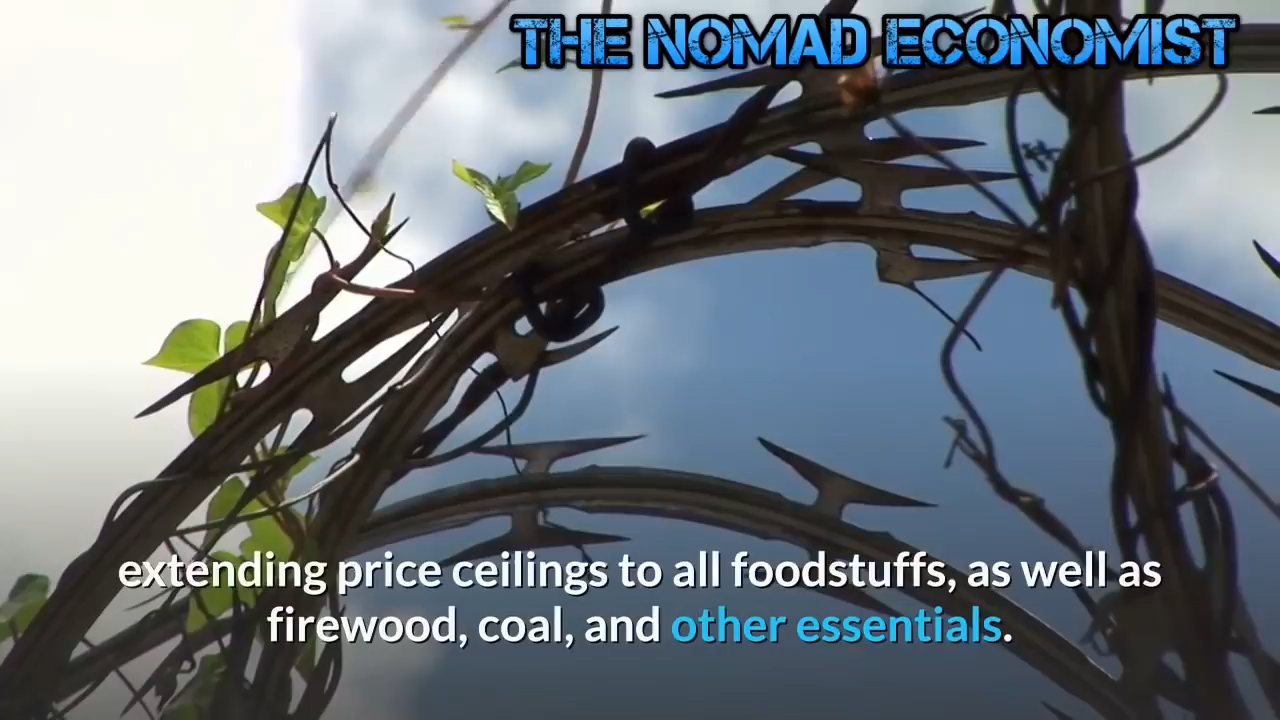 THE NOMAD ECONOMIST
extending price ceilings to all foodstuffs, as well as
firewood, coal, and other essentials.